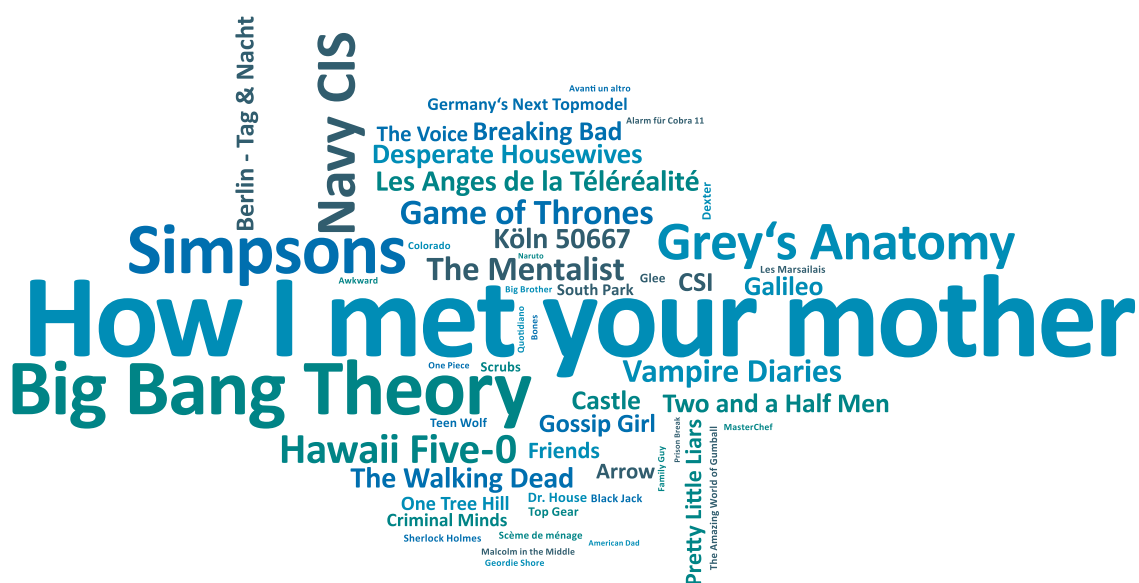 Berlin - Tag & Nacht
Navy CIS
Avanti un altro
Germany‘s Next Topmodel
Alarm für Cobra 11
The Voice
Breaking Bad
Desperate Housewives
Les Anges de la Téléréalité
Dexter
Game of Thrones
Simpsons
Colorado
Köln 50667
Grey‘s Anatomy
Naruto
The Mentalist
Awkward
Glee
CSI
Les Marsailais
Big Brother
South Park
Galileo
How I met your mother
Quotidiano
Bones
Big Bang Theory
One Piece
Scrubs
Vampire Diaries
Castle
Two and a Half Men
Teen Wolf
Gossip Girl
MasterChef
Prison Break
Pretty Little Liars
The Amazing World of Gumball
Hawaii Five-0
Friends
Family Guy
The Walking Dead
Arrow
One Tree Hill
Dr. House
Black Jack
Top Gear
Criminal Minds
Sherlock Holmes
Scème de ménage
American Dad
Malcolm in the Middle
Geordie Shore